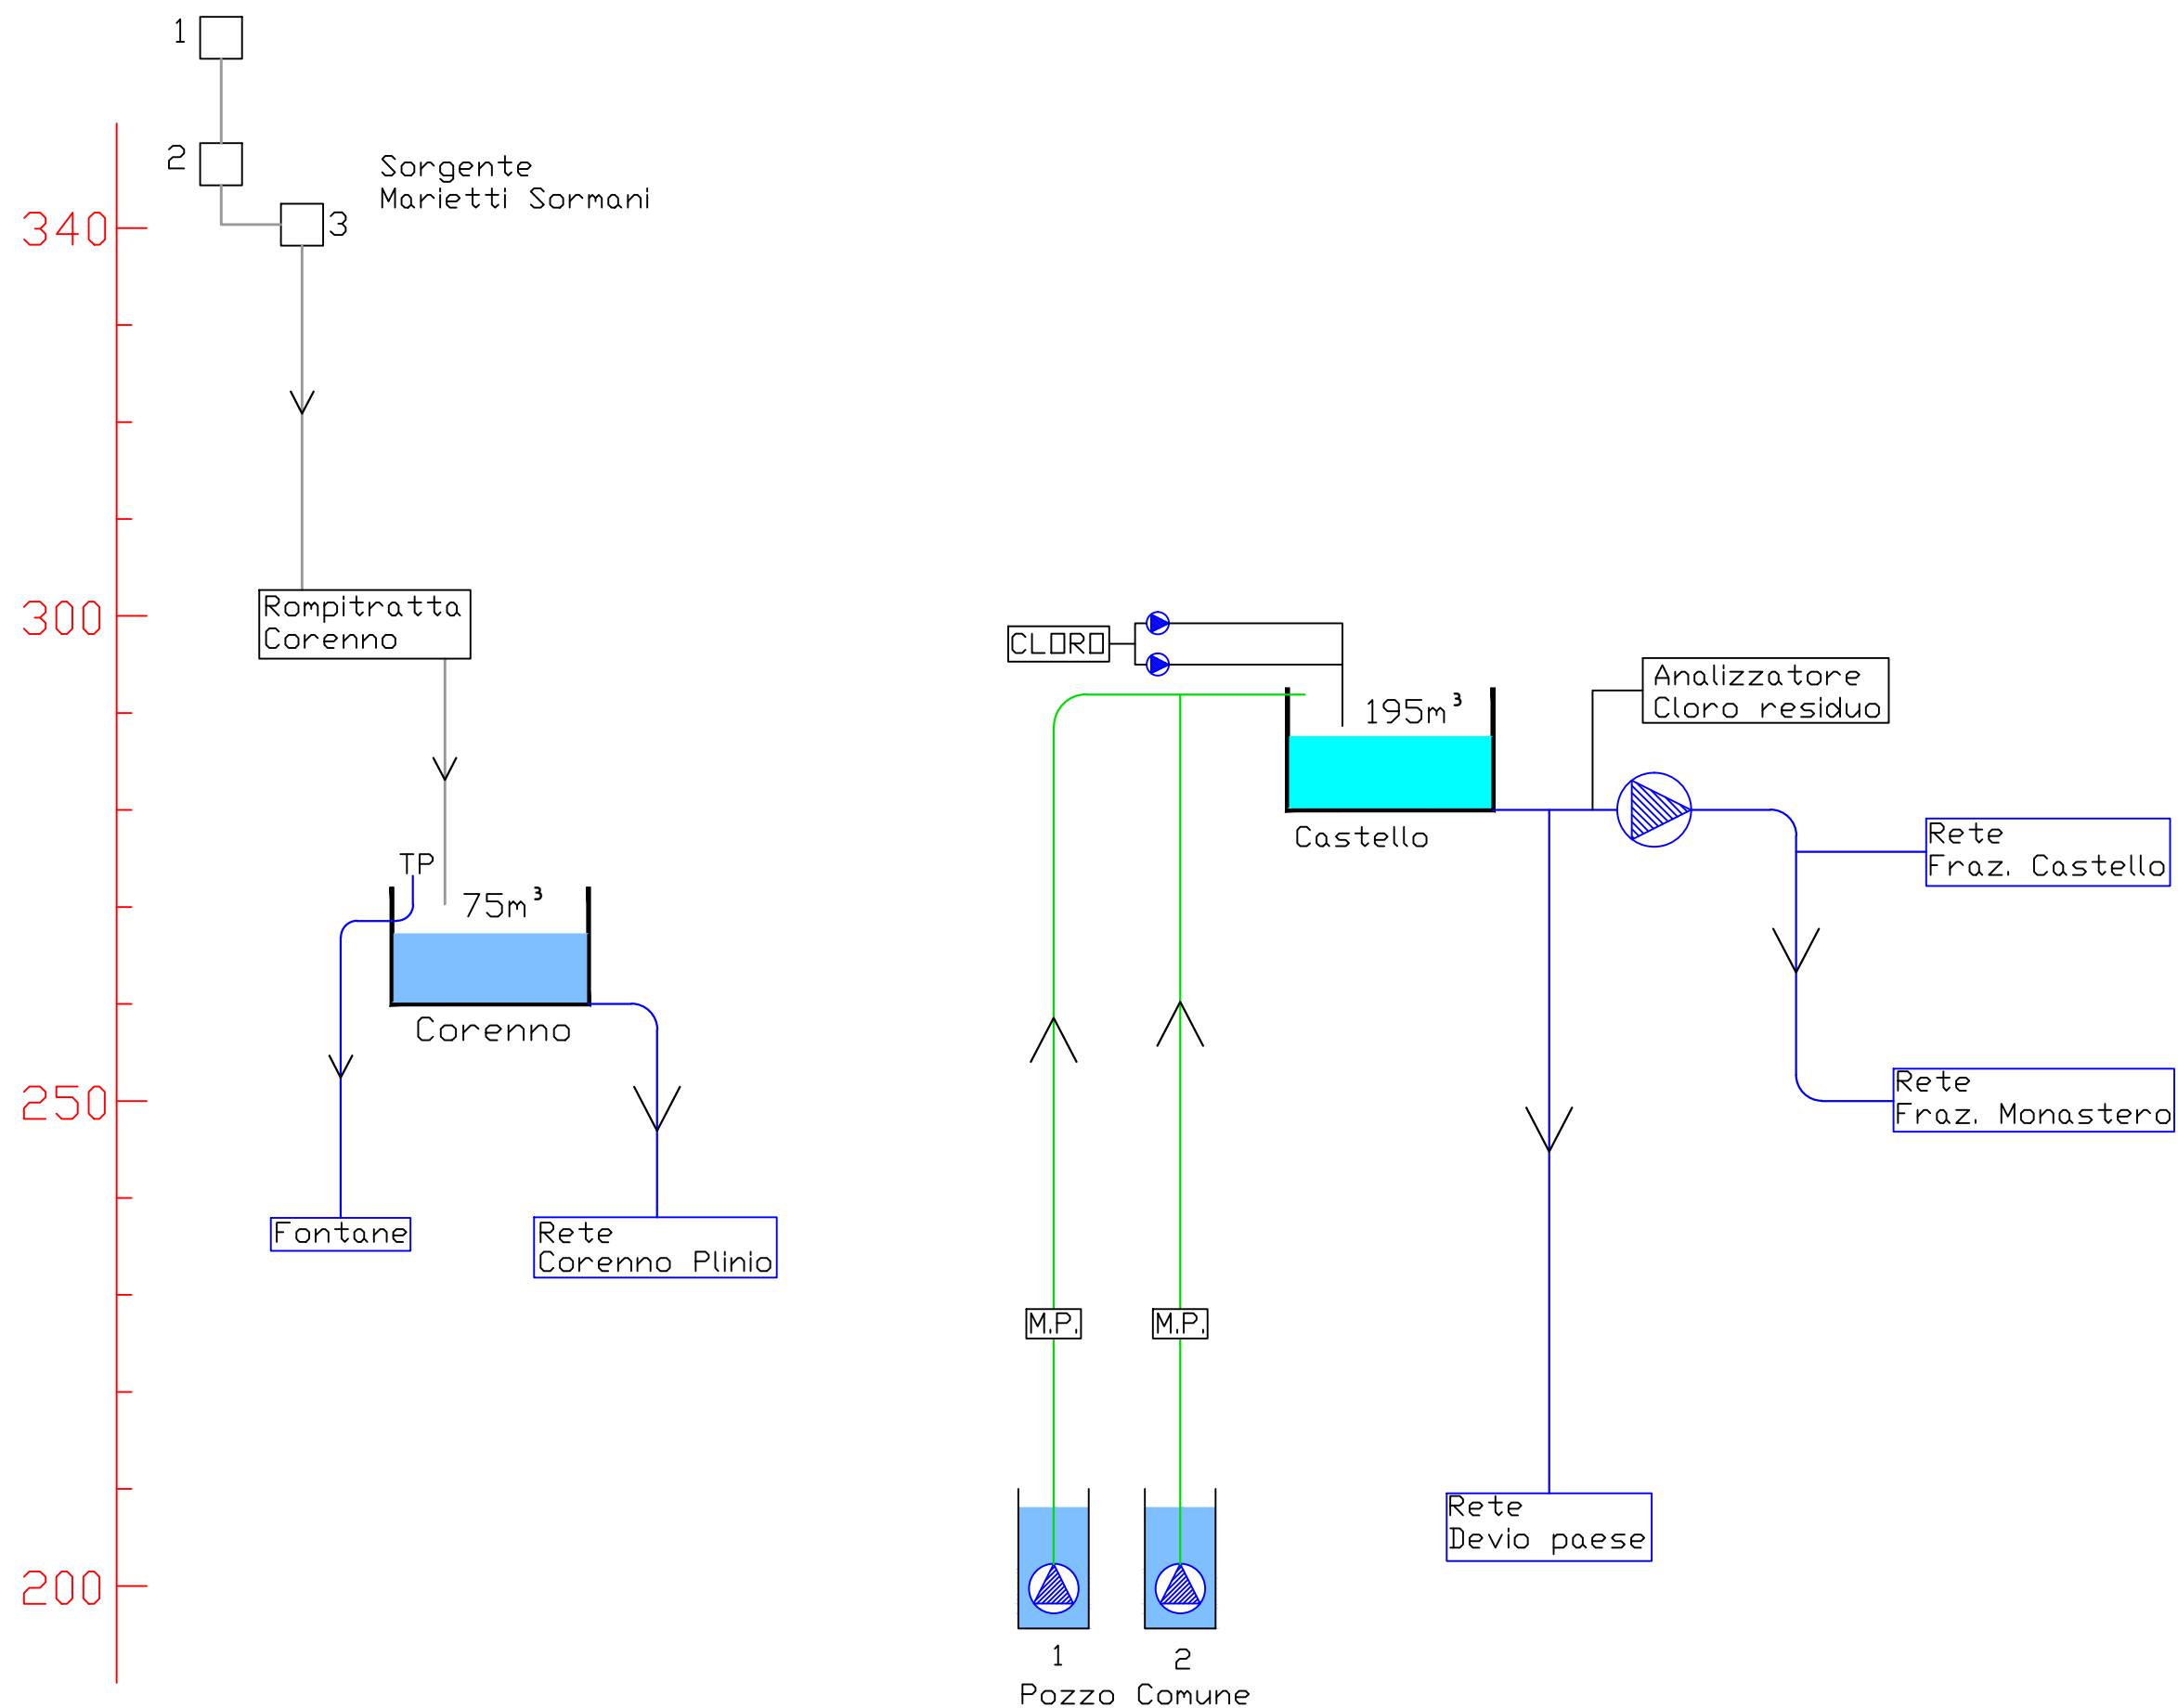 1
2
Sorgente
Marietti Sormani
3
340
300
Rompitratta
Corenno
CLORO
195m³
Analizzatore
Cloro residuo
Castello
Rete
Fraz. Castello
TP
75m³
Corenno
250
Rete
Fraz. Monastero
Fontane
Rete
Corenno Plinio
M.P.
M.P.
Rete
Devio paese
200
1
2
Pozzo Comune